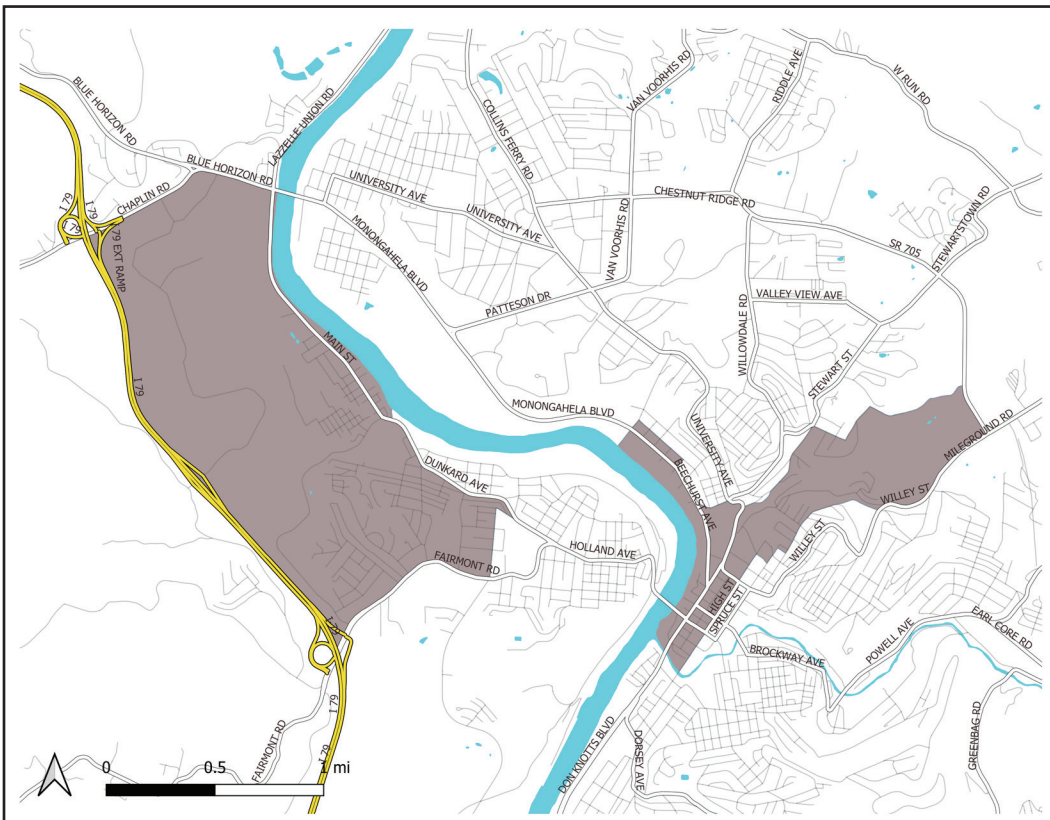 BLUE HORIZON RD
LAZZELLE UNION RD
COLLINS FERRY RD
VAN VOORHIS RD
RIDDLE AVE
W RUN RD
BLUE HORIZON RD
CHAPLIN RD
I 79
I 79
I 79
I 79 EXT RAMP
UNIVERSITY AVE
UNIVERSITY AVE
CHESTNUT RIDGE RD
VAN VOORHIS RD
STEWARTSTOWN RD
SR 705
MONONGAHELA BLVD
PATTESON DR
VALLEY VIEW AVE
WILLOWDALE RD
MAIN ST
STEWART ST
I 79
MONONGAHELA BLVD
UNIVERSITY AVE
MILEGROUND RD
DUNKARD AVE
BEECHURST AVE
WILLEY ST
WILLEY ST
HOLLAND AVE
FAIRMONT RD
HIGH ST
SPRUCE ST
EARL CORE RD
POWELL AVE
BROCKWAY AVE
I 79
I 79
FAIRMONT RD
DON KNOTTS BLVD
DORSEY AVE
GREENBAG RD
0 0.5 1 mi